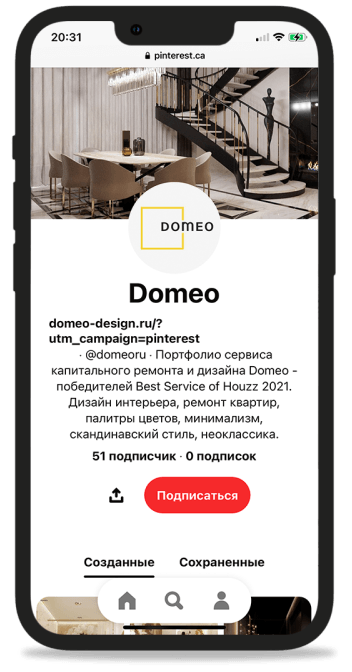 20:31
pinterest.ca
DOMEO
Domeo
domeo-design.ru/?
utm_campaign=pinterest
· @domeoru · Портфолио сервиса
капитального ремонта и дизайна Domeo -
победителей Best Service of Houzz 2021.
Дизайн интерьера, ремонт квартир,
палитры цветов, минимализм,
скандинавский стиль, неоклассика.
51 подписчик · 0 подписок
Подписаться
Созданные Сохраненные